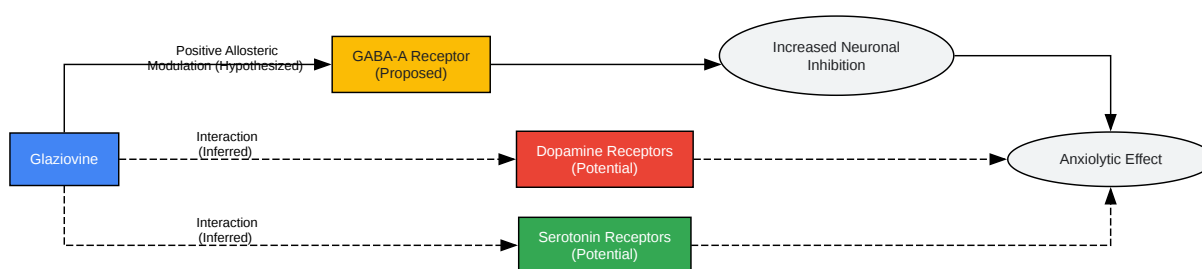 Positive Allosteric
Modulation (Hypothesized)
GABA-A Receptor
(Proposed)
Increased Neuronal
Inhibition
Glaziovine
Interaction
(Inferred)
Dopamine Receptors
(Potential)
Anxiolytic Effect
Interaction
(Inferred)
Serotonin Receptors
(Potential)